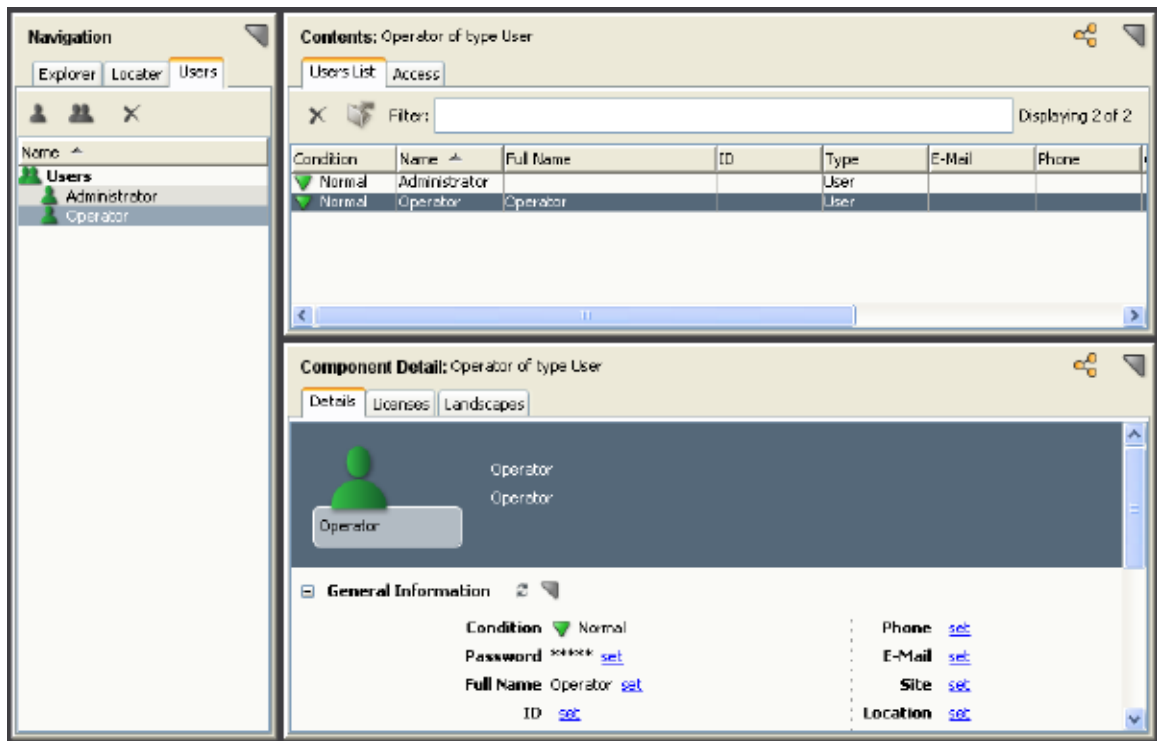 Navigation
Explorer Locater Users
Name
Users
Administrator
Operator
Contents: Operator of type User
Users List Access
Filter: Displaying 2 of 2
Condition Name Full Name ID Type E-Mail Phone
Normal Administrator User
Normal Operator Operator User
Component Detail: Operator of type User
Details Licenses Landscapes
Operator
Operator
Operator
General Information
Condition Normal
Password ***** set
Full Name Operator set
ID set
Phone set
E-Mail set
Site set
Location set